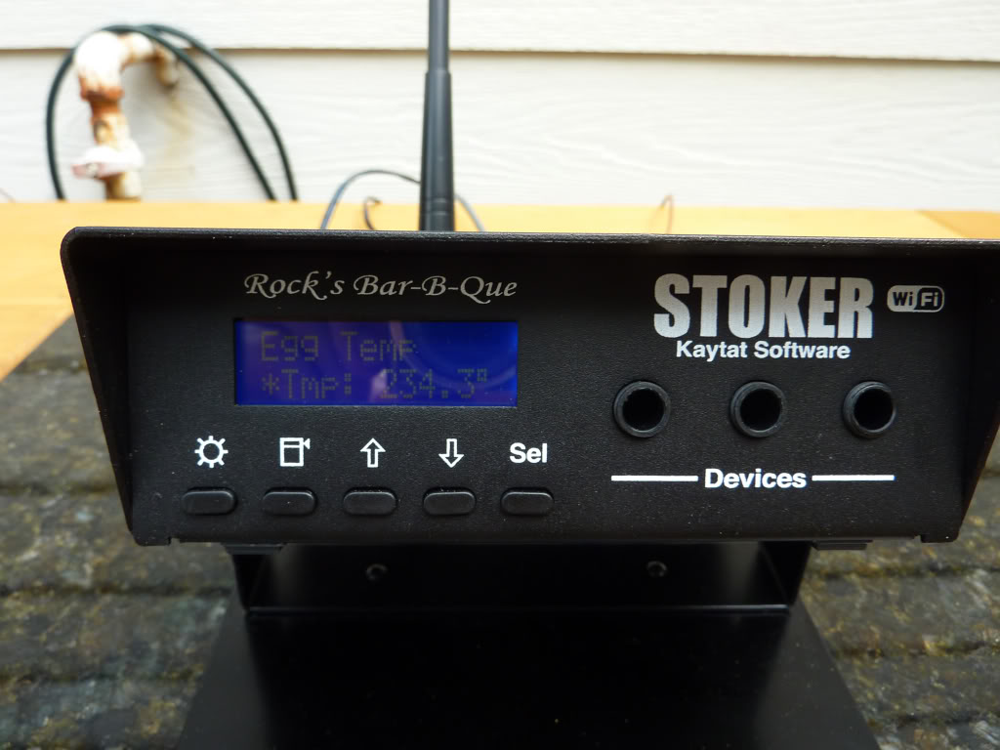 Rock's Bar-B-Que
STOKER WiFi
Kaytat Software
Egg Temp
*Tmp: 234.3°
Sel
Devices